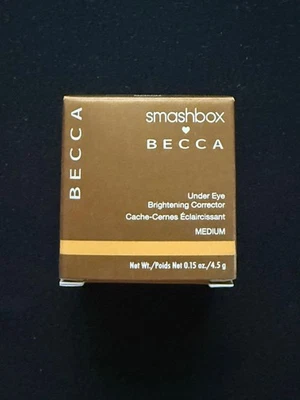 BECCA
smashbox
♥
BECCA
Under Eye
Brightening Corrector
Cache-Cernes Éclaircissant
MEDIUM
Net Wt./Poids Net 0.15 oz./4.5 g